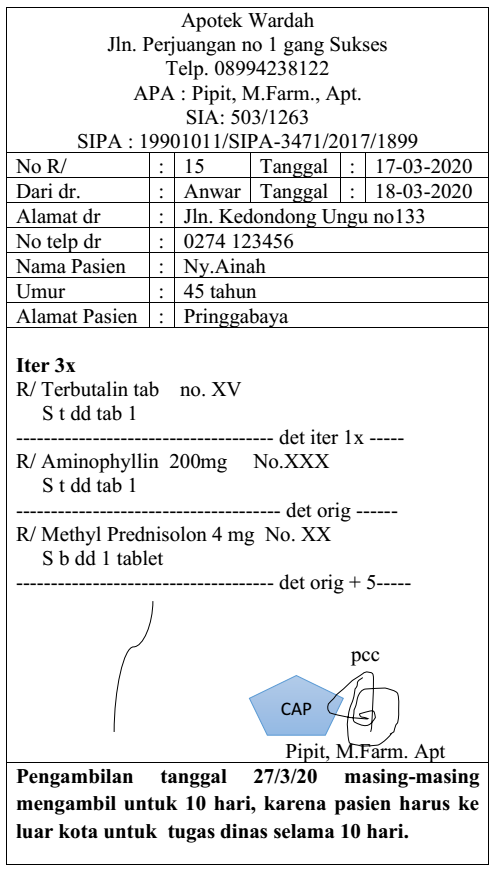 Apotek Wardah
Jln. Perjuangan no 1 gang Sukses
Telp. 08994238122
APA : Pipit, M.Farm., Apt.
SIA: 503/1263
SIPA : 19901011/SIPA-3471/2017/1899
No R/ : 15 Tanggal : 17-03-2020
Dari dr. : Anwar Tanggal : 18-03-2020
Alamat dr : Jln. Kedondong Ungu no133
No telp dr : 0274 123456
Nama Pasien : Ny.Ainah
Umur : 45 tahun
Alamat Pasien : Pringgabaya
Iter 3x
R/ Terbutalin tab no. XV
S t dd tab 1
------------------------------------- det iter 1x -----
R/ Aminophyllin 200mg No.XXX
S t dd tab 1
-------------------------------------- det orig ------
R/ Methyl Prednisolon 4 mg No. XX
S b dd 1 tablet
------------------------------------- det orig + 5-----
pcc
CAP
Pipit, M.Farm. Apt
Pengambilan tanggal 27/3/20 masing-masing
mengambil untuk 10 hari, karena pasien harus ke
luar kota untuk tugas dinas selama 10 hari.